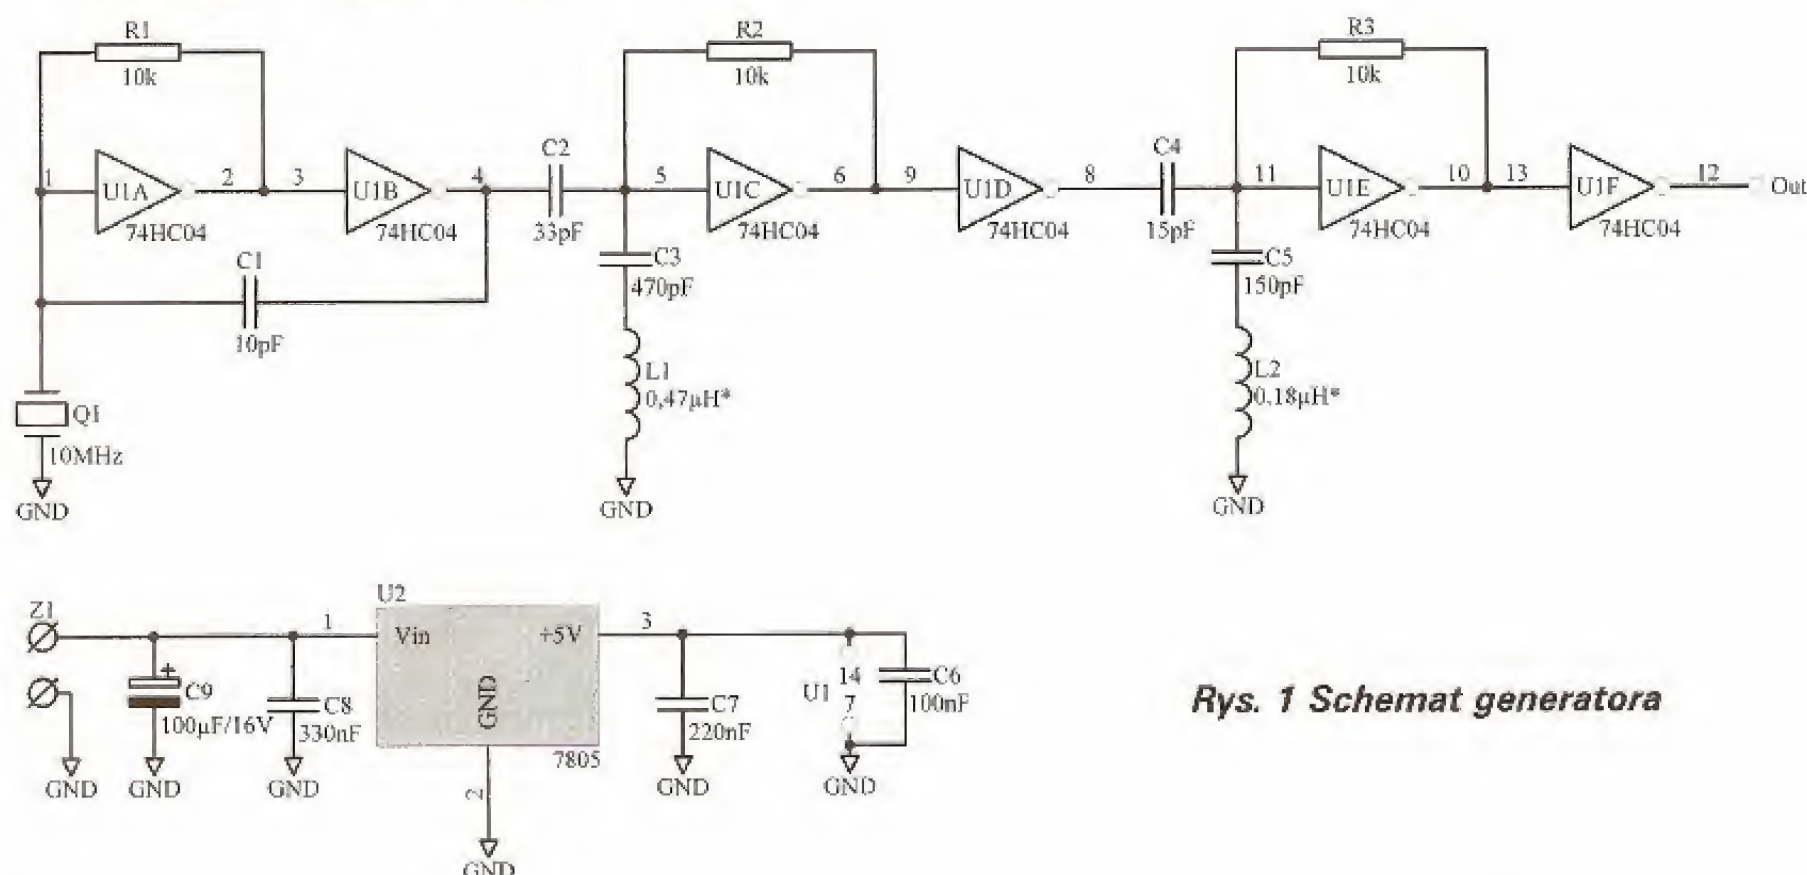 R1
10k
R2
10k
R3
10k
1
U1A
74HC04
2
3
U1B
74HC04
4
C2
33pF
5
U1C
74HC04
6
9
U1D
74HC04
8
C4
15pF
11
U1E
74HC04
10
13
U1F
74HC04
12
Out
C1
10pF
C3
470pF
C5
150pF
L1
0,47μH*
L2
0.18μH*
Q1
10MHz
GND
GND
GND
Z1
C9
100μF/16V
1
C8
330nF
U2
Vin
+5V
GND
7805
2
3
C7
220nF
U1
14
7
C6
100nF
GND
GND
GND
GND
GND
GND
Rys. 1 Schemat generatora